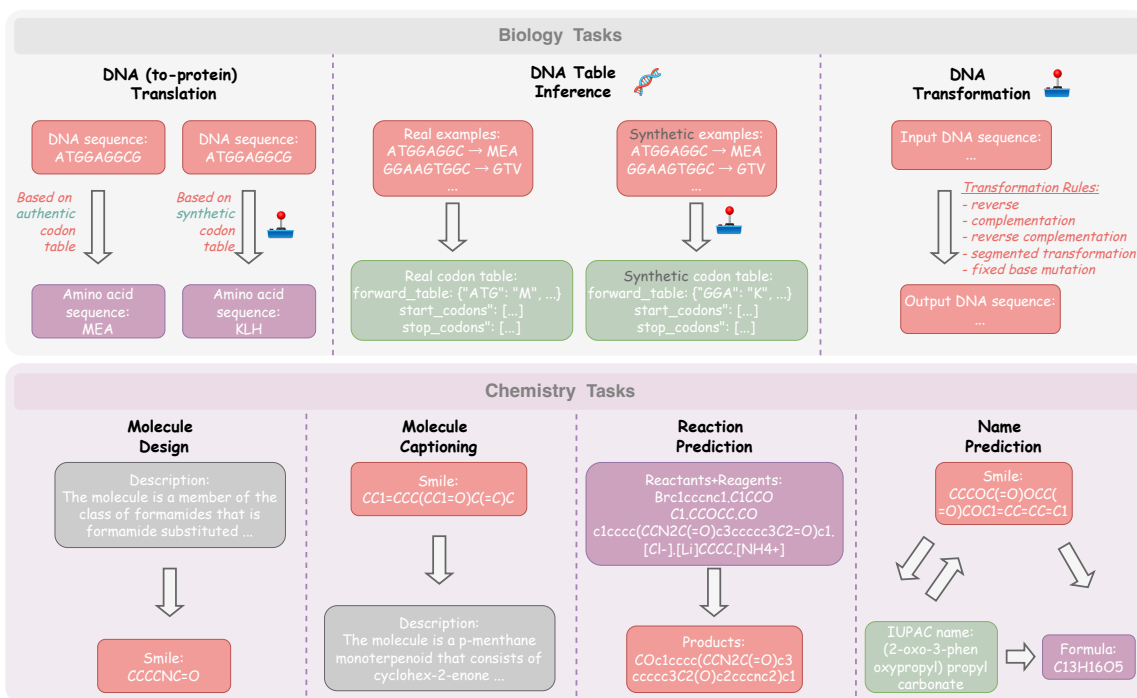 Biology Tasks
DNA (to-protein)
Translation
DNA sequence:
ATGGAGGCG
DNA sequence:
ATGGAGGCG
Based on
authentic
codon
table
Based on
synthetic
codon
table
Amino acid
sequence:
MEA
Amino acid
sequence:
KLH
DNA Table
Inference
Real examples:
ATGGAGGC → MEA
GGAAGTGGC → GTV
...
Synthetic examples:
ATGGAGGC → MEA
GGAAGTGGC → GTV
...
Real codon table:
forward_table: {"ATG": "M", ...}
start_codons": [...]
stop_codons": [...]
Synthetic codon table:
forward_table: {"GGA": "K", ...}
start_codons": [...]
stop_codons": [...]
DNA
Transformation
Input DNA sequence:
...
Transformation Rules:
- reverse
- complementation
- reverse complementation
- segmented transformation
- fixed base mutation
Output DNA sequence:
...
Chemistry Tasks
Molecule
Design
Description:
The molecule is a member of the
class of formamides that is
formamide substituted ...
Smile:
CCCCNC=O
Molecule
Captioning
Smile:
CC1=CCC(CC1=O)C(=C)C
Description:
The molecule is a p-menthane
monoterpenoid that consists of
cyclohex-2-enone ...
Reaction
Prediction
Reactants+Reagents:
Brc1cccnc1.C1CCO
C1.CCOCC.CO
c1cccc(CCN2C(=O)c3ccccc3C2=O)c1.
[Cl-].[Li]CCCC.[NH4+]
Products:
COc1cccc(CCN2C(=O)c3
ccccc3C2(O)c2cccnc2)c1
Name
Prediction
Smile:
CCCOC(=O)OCC(
=O)COC1=CC=CC=C1
IUPAC name:
(2-oxo-3-phen
oxypropyl) propyl
carbonate
Formula:
C13H16O5